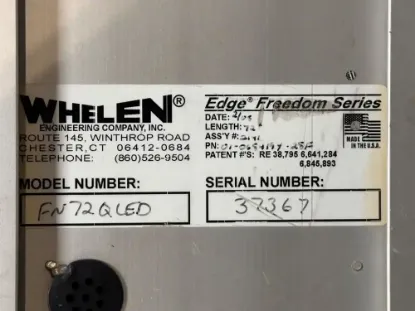 WHELEN®
ENGINEERING COMPANY, INC.
ROUTE 145, WINTHROP ROAD
CHESTER, CT 06412-0684
TELEPHONE: (860)526-9504
MODEL NUMBER:
FN72QLED
Edge® Freedom Series
DATE:
LENGTH: 72"
ASS'Y #:
PN:
PATENT #'S: RE 38,795 6,641,284
6,845,893
MADE
IN THE U.S.A.
SERIAL NUMBER:
37367